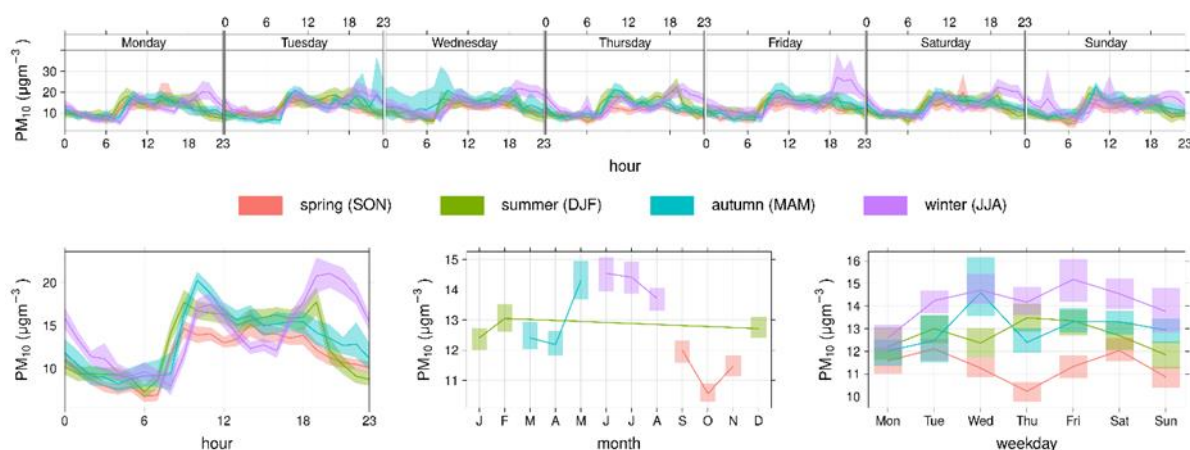 0 6 12 18 23 0 6 12 18 23 0 6 12 18 23
Monday Tuesday Wednesday Thursday Friday Saturday Sunday
PM10 (μgm−3)
30
20
10
0 6 12 18 23 0 6 12 18 23 0 6 12 18 23 0 6 12 18 23
hour
spring (SON) summer (DJF) autumn (MAM) winter (JJA)
PM10 (μgm−3)
20
15
10
0 6 12 23
hour
PM10 (μgm−3)
15
14
13
12
11
J F M A M J J A S O N D
month
PM10 (μgm−3)
16
15
14
13
12
11
10
Mon Tue Wed Thu Fri Sat Sun
weekday